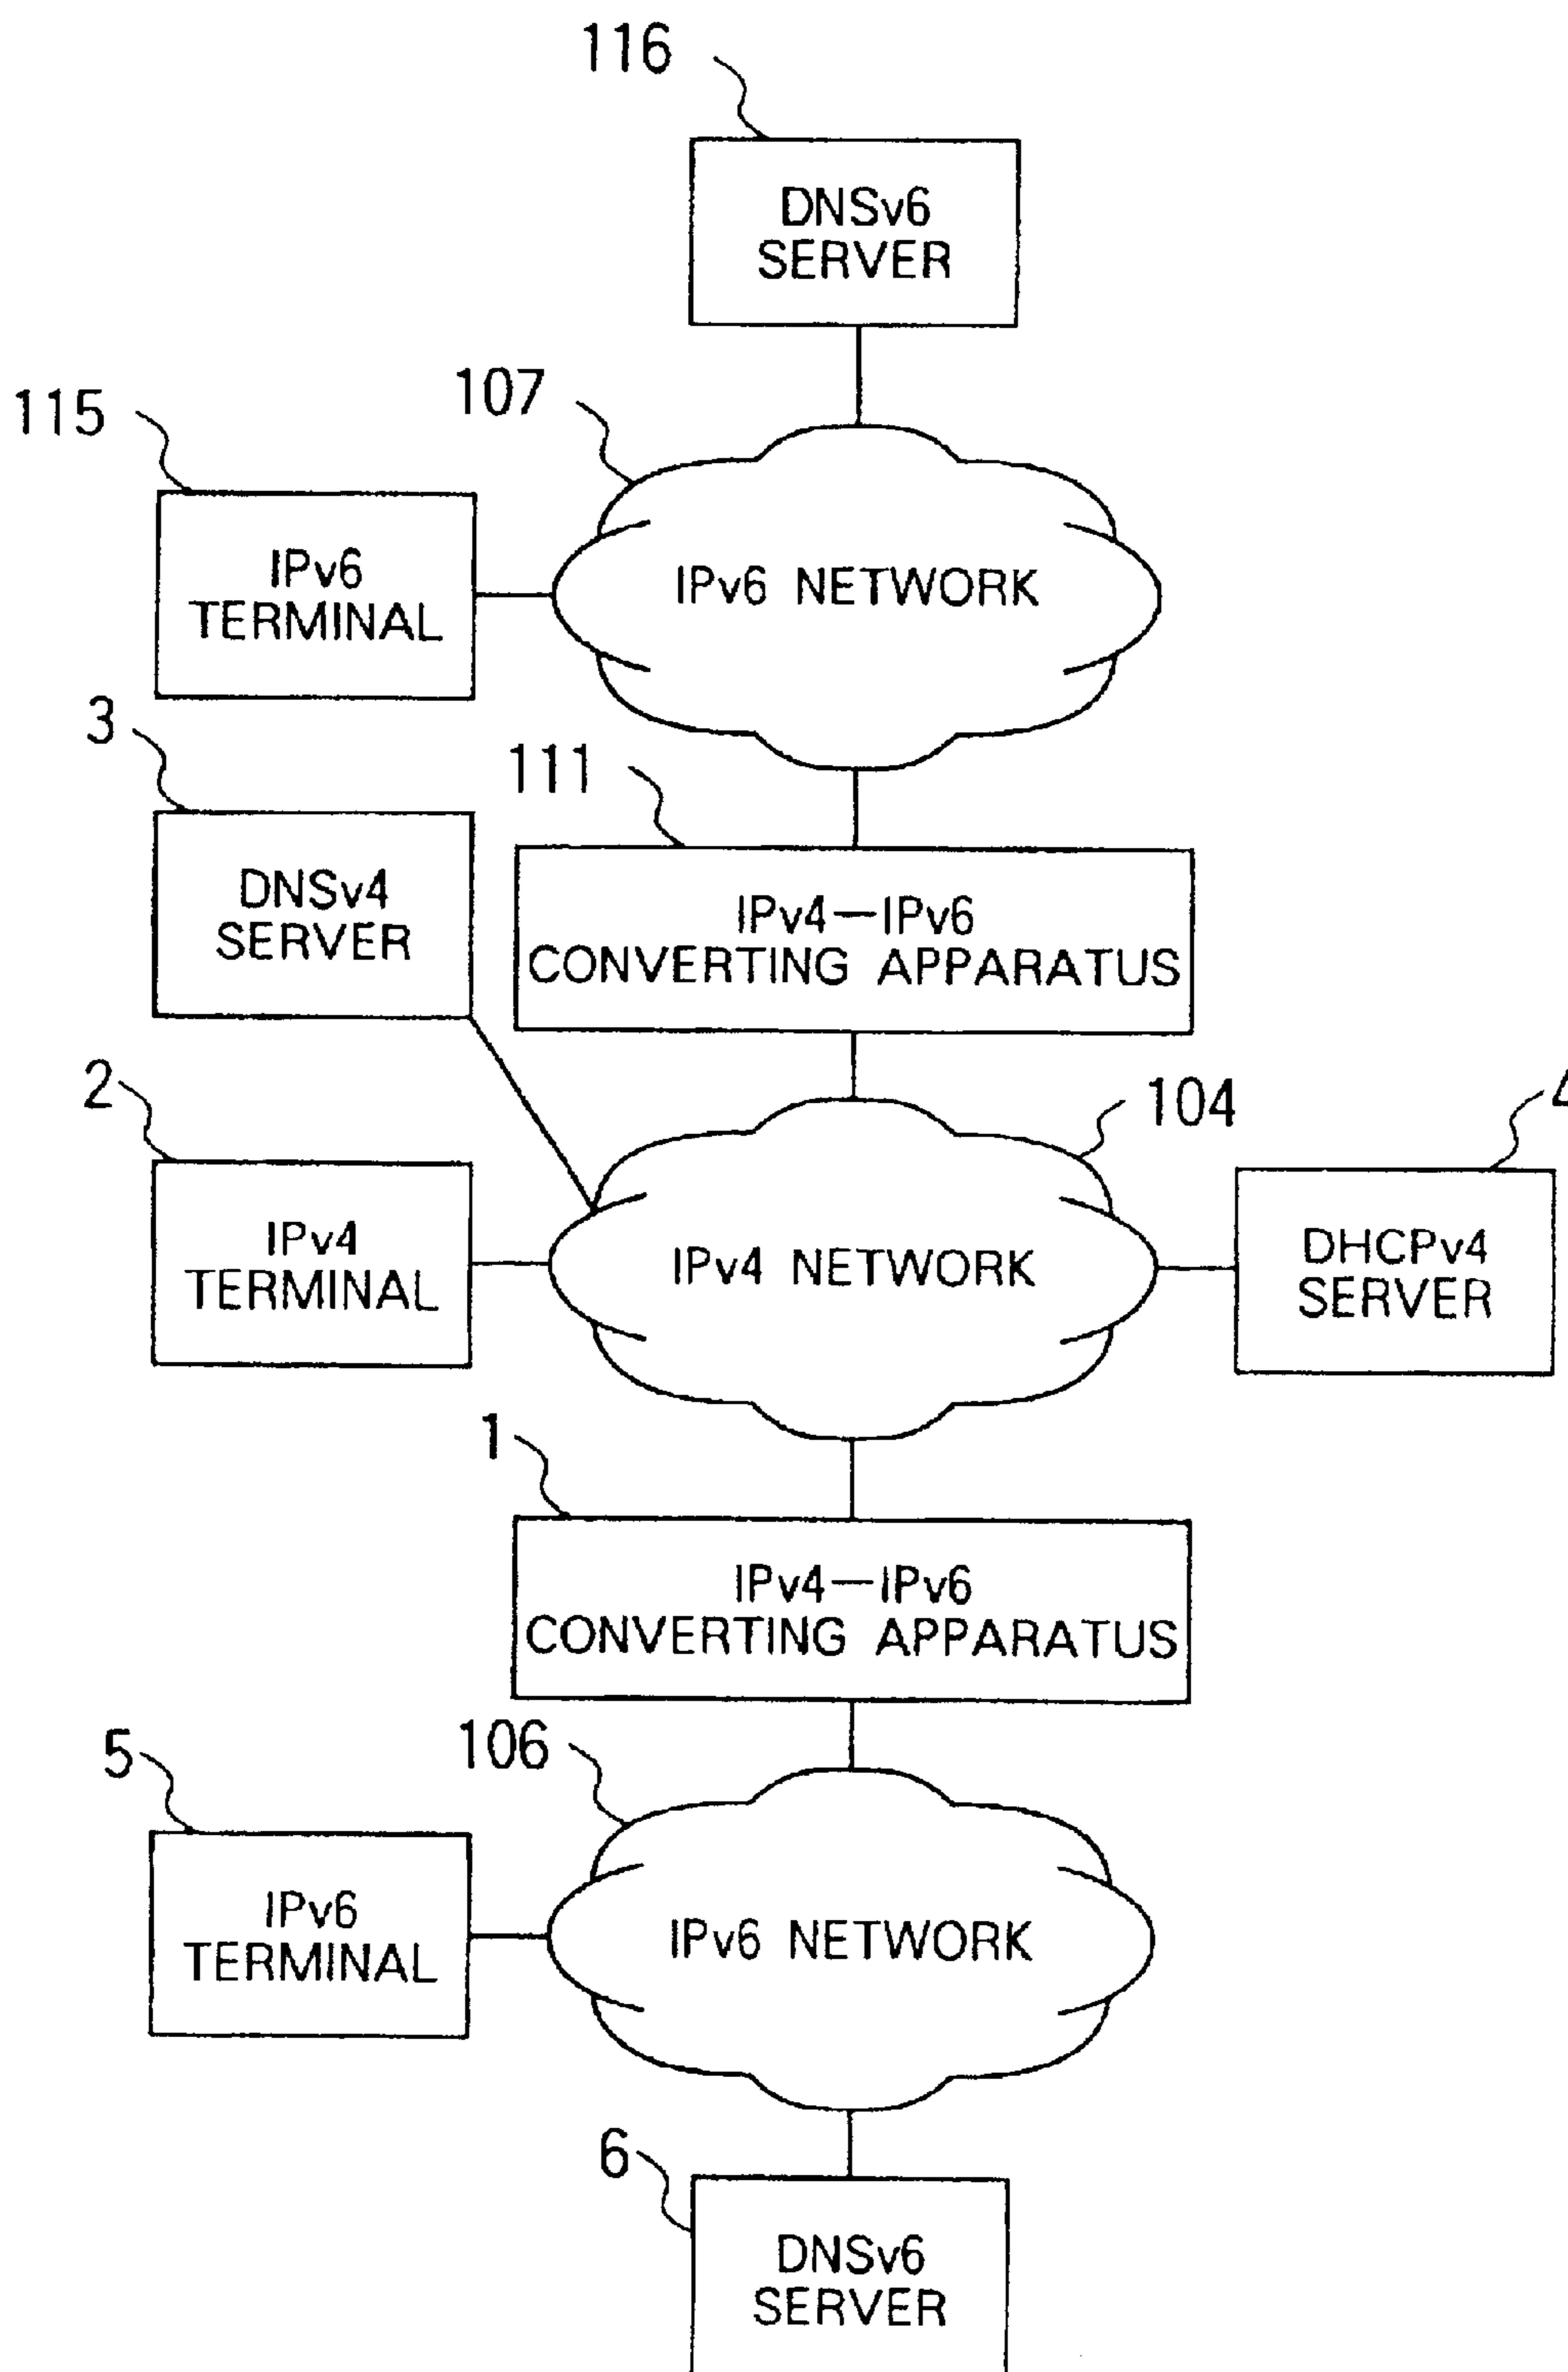 116
DNSv6
SERVER
107
115
IPv6
TERMINAL
IPv6 NETWORK
3
111
DNSv4
SERVER
IPv4—IPv6
CONVERTING APPARATUS
2
104
4
IPv4
TERMINAL
IPv4 NETWORK
DHCPv4
SERVER
1
IPv4—IPv6
CONVERTING APPARATUS
5
106
IPv6
TERMINAL
IPv6 NETWORK
6
DNSv6
SERVER